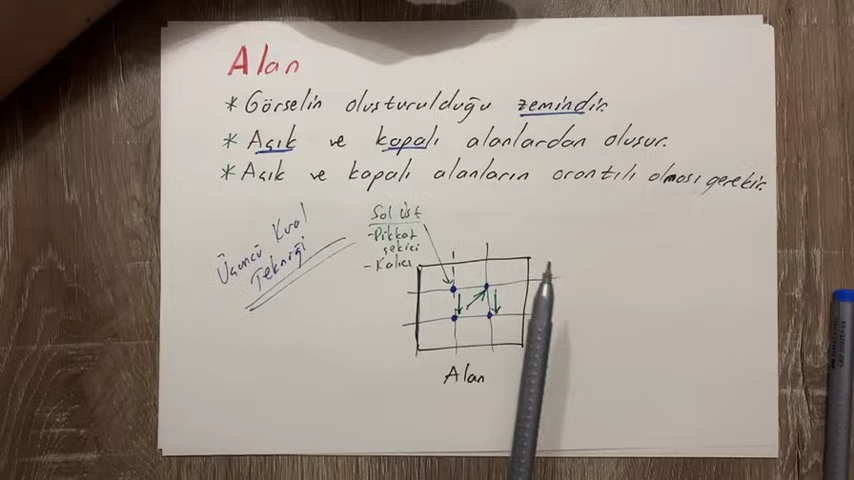 Alan
* Görselin oluşturulduğu zemindir.
* Açık ve kapalı alanlardan oluşur.
* Açık ve kapalı alanların orantılı olması gerekir.
Üçüncü Kural
Tekniği
Sol üst
- Dikkat
çekici
- Kalıcı
Alan